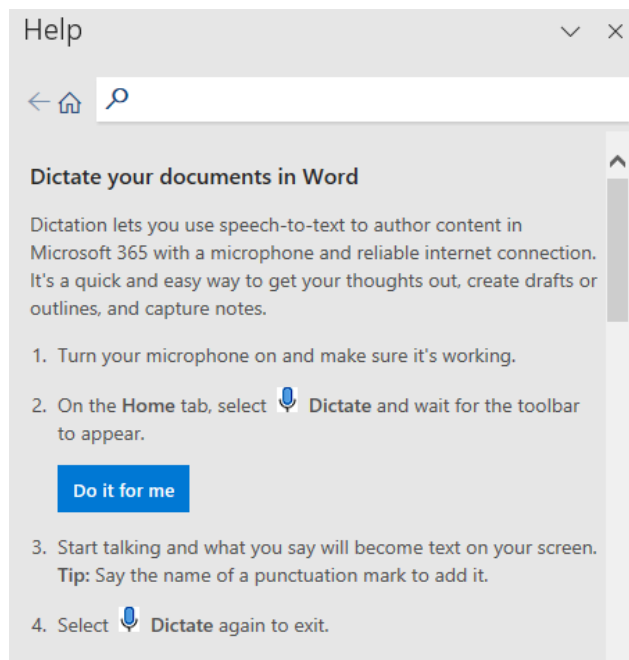 Help
Dictate your documents in Word
Dictation lets you use speech-to-text to author content in
Microsoft 365 with a microphone and reliable internet connection.
It's a quick and easy way to get your thoughts out, create drafts or
outlines, and capture notes.
1. Turn your microphone on and make sure it's working.
2. On the Home tab, select Dictate and wait for the toolbar
to appear.
Do it for me
3. Start talking and what you say will become text on your screen.
Tip: Say the name of a punctuation mark to add it.
4. Select Dictate again to exit.